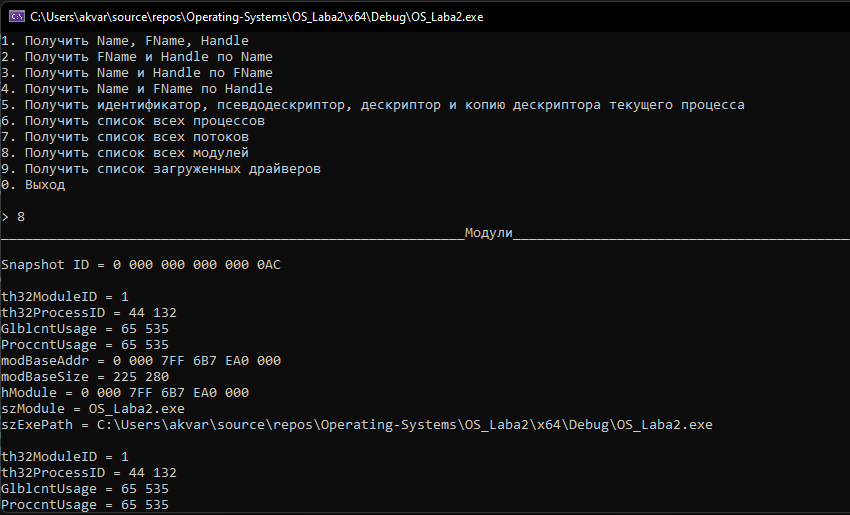 C:\Users\akvar\source\repos\Operating-Systems\OS_Laba2\x64\Debug\OS_Laba2.exe
1. Получить Name, FName, Handle
2. Получить FName и Handle по Name
3. Получить Name и Handle по FName
4. Получить Name и FName по Handle
5. Получить идентификатор, псевдодескриптор, дескриптор и копию дескриптора текущего процесса
6. Получить список всех процессов
7. Получить список всех потоков
8. Получить список всех модулей
9. Получить список загруженных драйверов
0. Выход
> 8
__________________________________________________________Модули__________________________________________
Snapshot ID = 0 000 000 000 000 0AC
th32ModuleID = 1
th32ProcessID = 44 132
GlblcntUsage = 65 535
ProccntUsage = 65 535
modBaseAddr = 0 000 7FF 6B7 EA0 000
modBaseSize = 225 280
hModule = 0 000 7FF 6B7 EA0 000
szModule = OS_Laba2.exe
szExePath = C:\Users\akvar\source\repos\Operating-Systems\OS_Laba2\x64\Debug\OS_Laba2.exe
th32ModuleID = 1
th32ProcessID = 44 132
GlblcntUsage = 65 535
ProccntUsage = 65 535